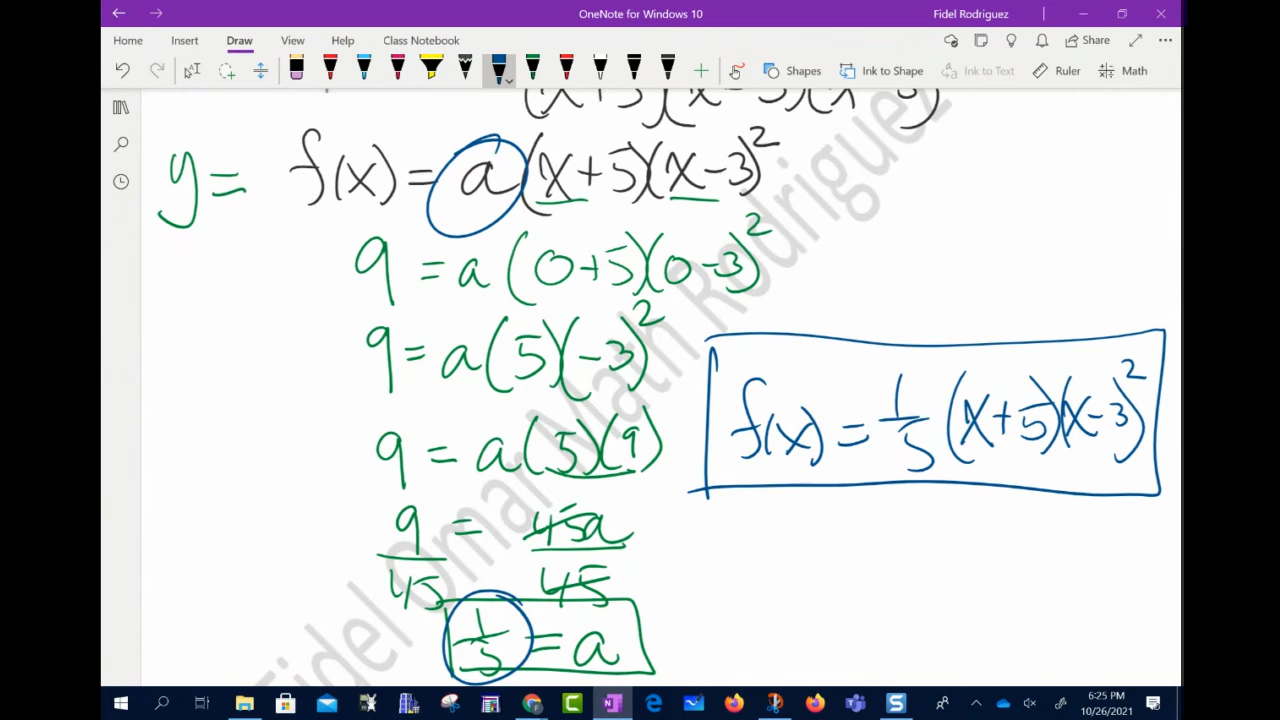 OneNote for Windows 10
Fidel Rodriguez
Home Insert Draw View Help Class Notebook Share
Shapes Ink to Shape Ink to Text Ruler Math
y = f(x) = a(x+5)(x-3)²
9 = a(0+5)(0-3)²
9 = a(5)(-3)²
9 = a(5)(9)
9/45 = 45a/45
1/5 = a
f(x) = 1/5 (x+5)(x-3)²
Fidel Omar Math Rodriguez
6:25 PM
10/26/2021